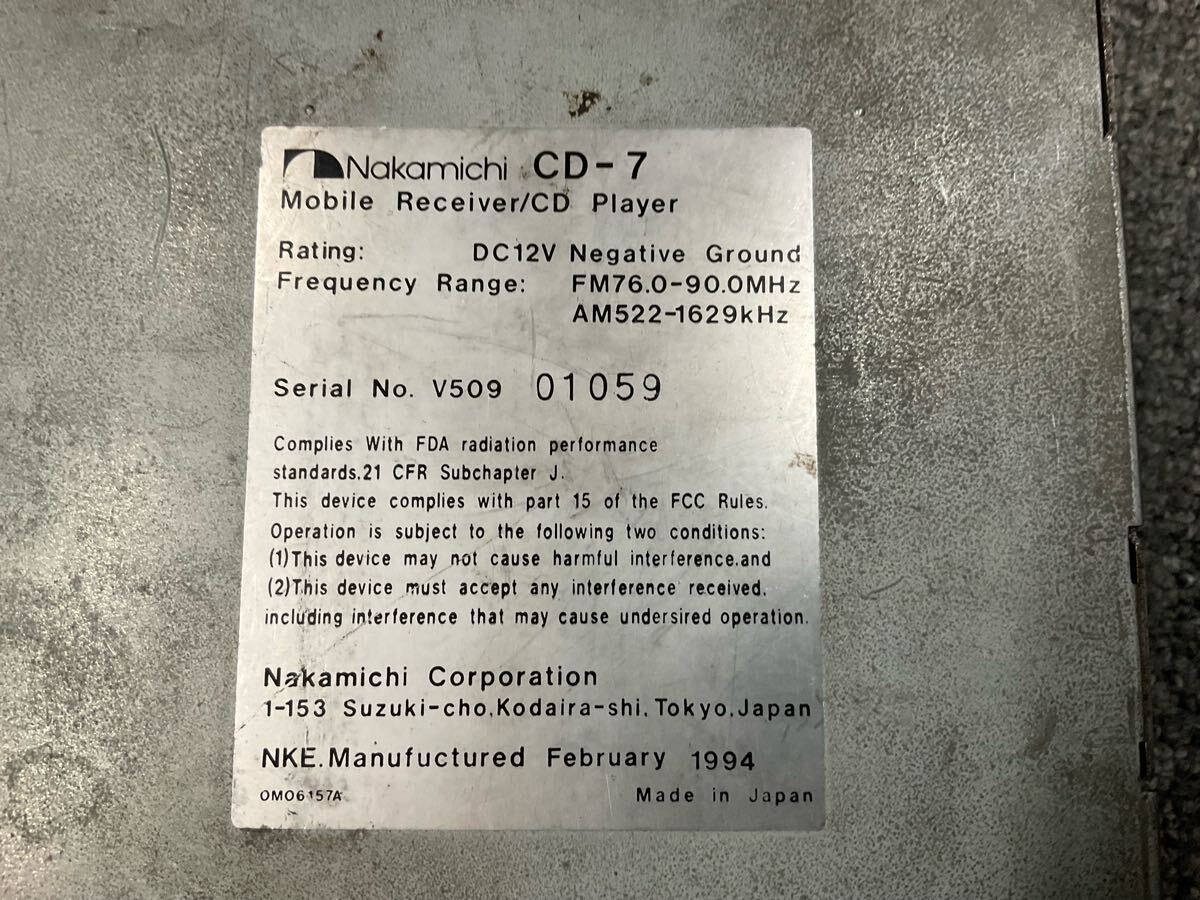 Nakamichi CD-7
Mobile Receiver/CD Player
Rating: DC12V Negative Ground
Frequency Range: FM76.0-90.0MHz
AM522-1629kHz
Serial No. V509 01059
Complies With FDA radiation performance
standards.21 CFR Subchapter J.
This device complies with part 15 of the FCC Rules.
Operation is subject to the following two conditions:
(1)This device may not cause harmful interference.and
(2)This device must accept any interference received.
including interference that may cause undersired operation.
Nakamichi Corporation
1-153 Suzuki-cho,Kodaira-shi, Tokyo,Japan
NKE.Manufuctured February 1994
0M06157A Made in Japan